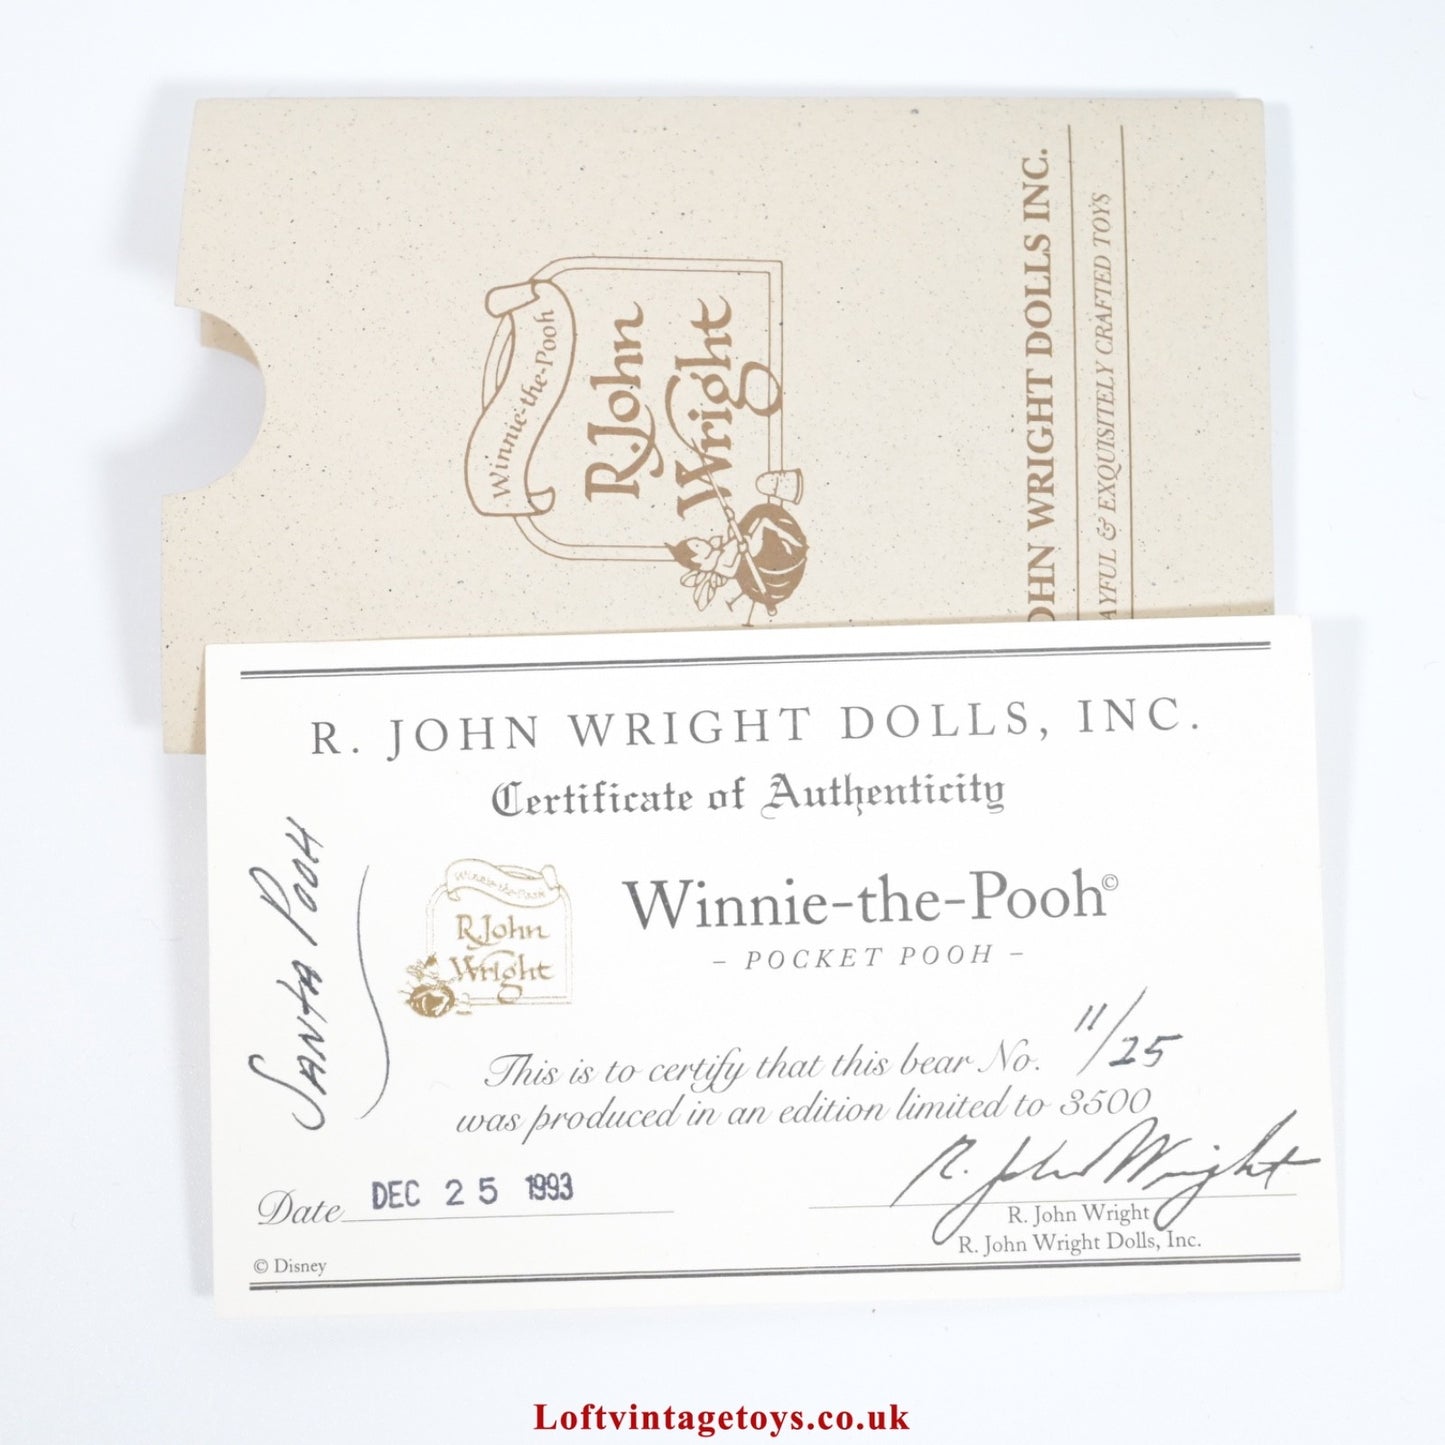 Winnie-the-Pooh
R. John
Wright
OHN WRIGHT DOLLS INC.
AYFUL & EXQUISITELY CRAFTED TOYS
R. JOHN WRIGHT DOLLS, INC.
Certificate of Authenticity
SANTA POOH
Winnie-the-Pooh
R. John
Wright
Winnie-the-Pooh©
– POCKET POOH –
This is to certify that this bear No. 11/25
was produced in an edition limited to 3500
Date DEC 25 1993
R. John Wright
R. John Wright
R. John Wright Dolls, Inc.
© Disney
Loftvintagetoys.co.uk